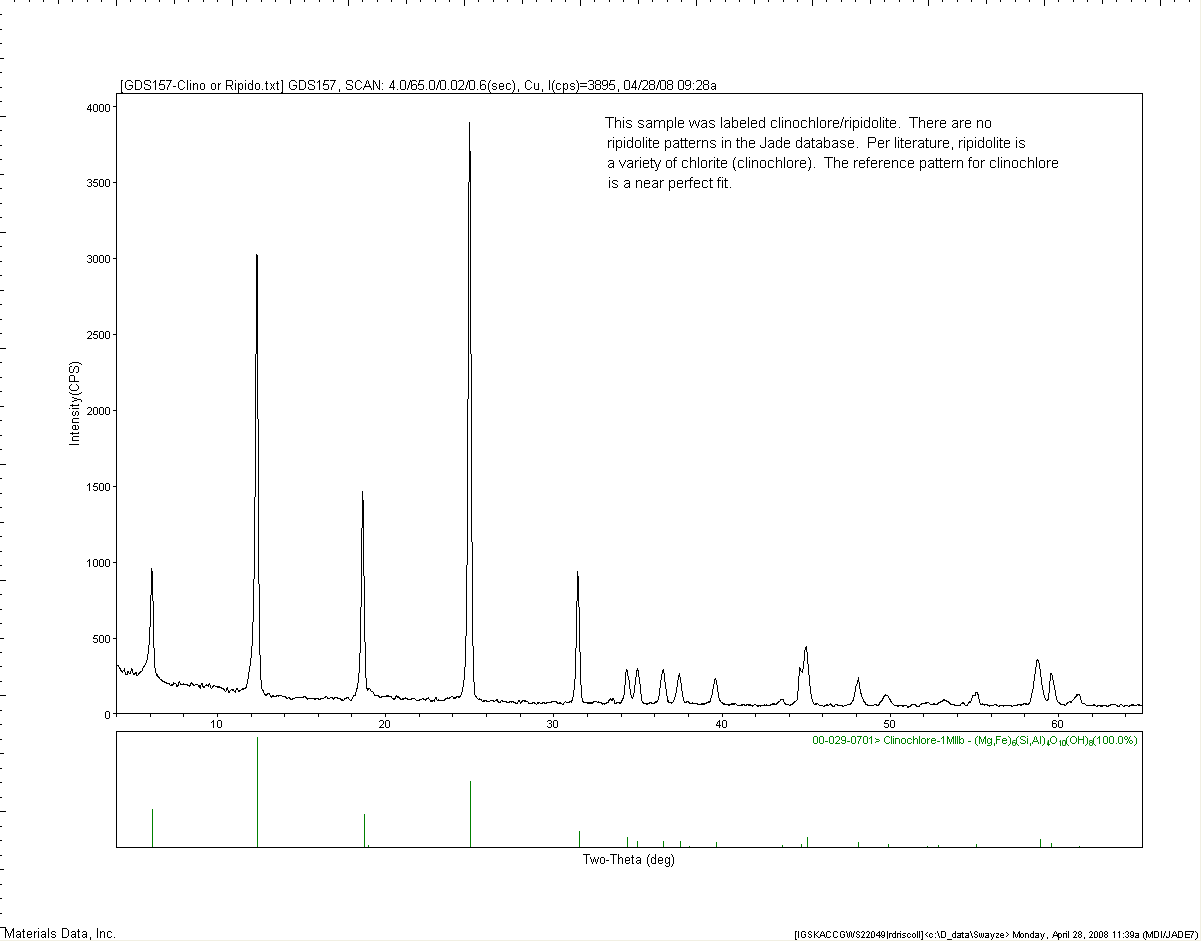 [GDS157-Clino or Ripido.txt] GDS157, SCAN: 4.0/65.0/0.02/0.6(sec), Cu, I(cps)=3895, 04/28/08 09:28a
This sample was labeled clinochlore/ripidolite. There are no
ripidolite patterns in the Jade database. Per literature, ripidolite is
a variety of chlorite (clinochlore). The reference pattern for clinochlore
is a near perfect fit.
4000
3500
3000
2500
2000
1500
1000
500
0
Intensity(CPS)
10 20 30 40 50 60
00-029-0701> Clinochlore-1MIIb - (Mg,Fe)6(Si,Al)4O10(OH)8(100.0%)
Two-Theta (deg)
Materials Data, Inc.
[IGSKACCGWS22049|rdriscoll]<c:\D_data\Swayze> Monday, April 28, 2008 11:39a (MDI/JADE7)